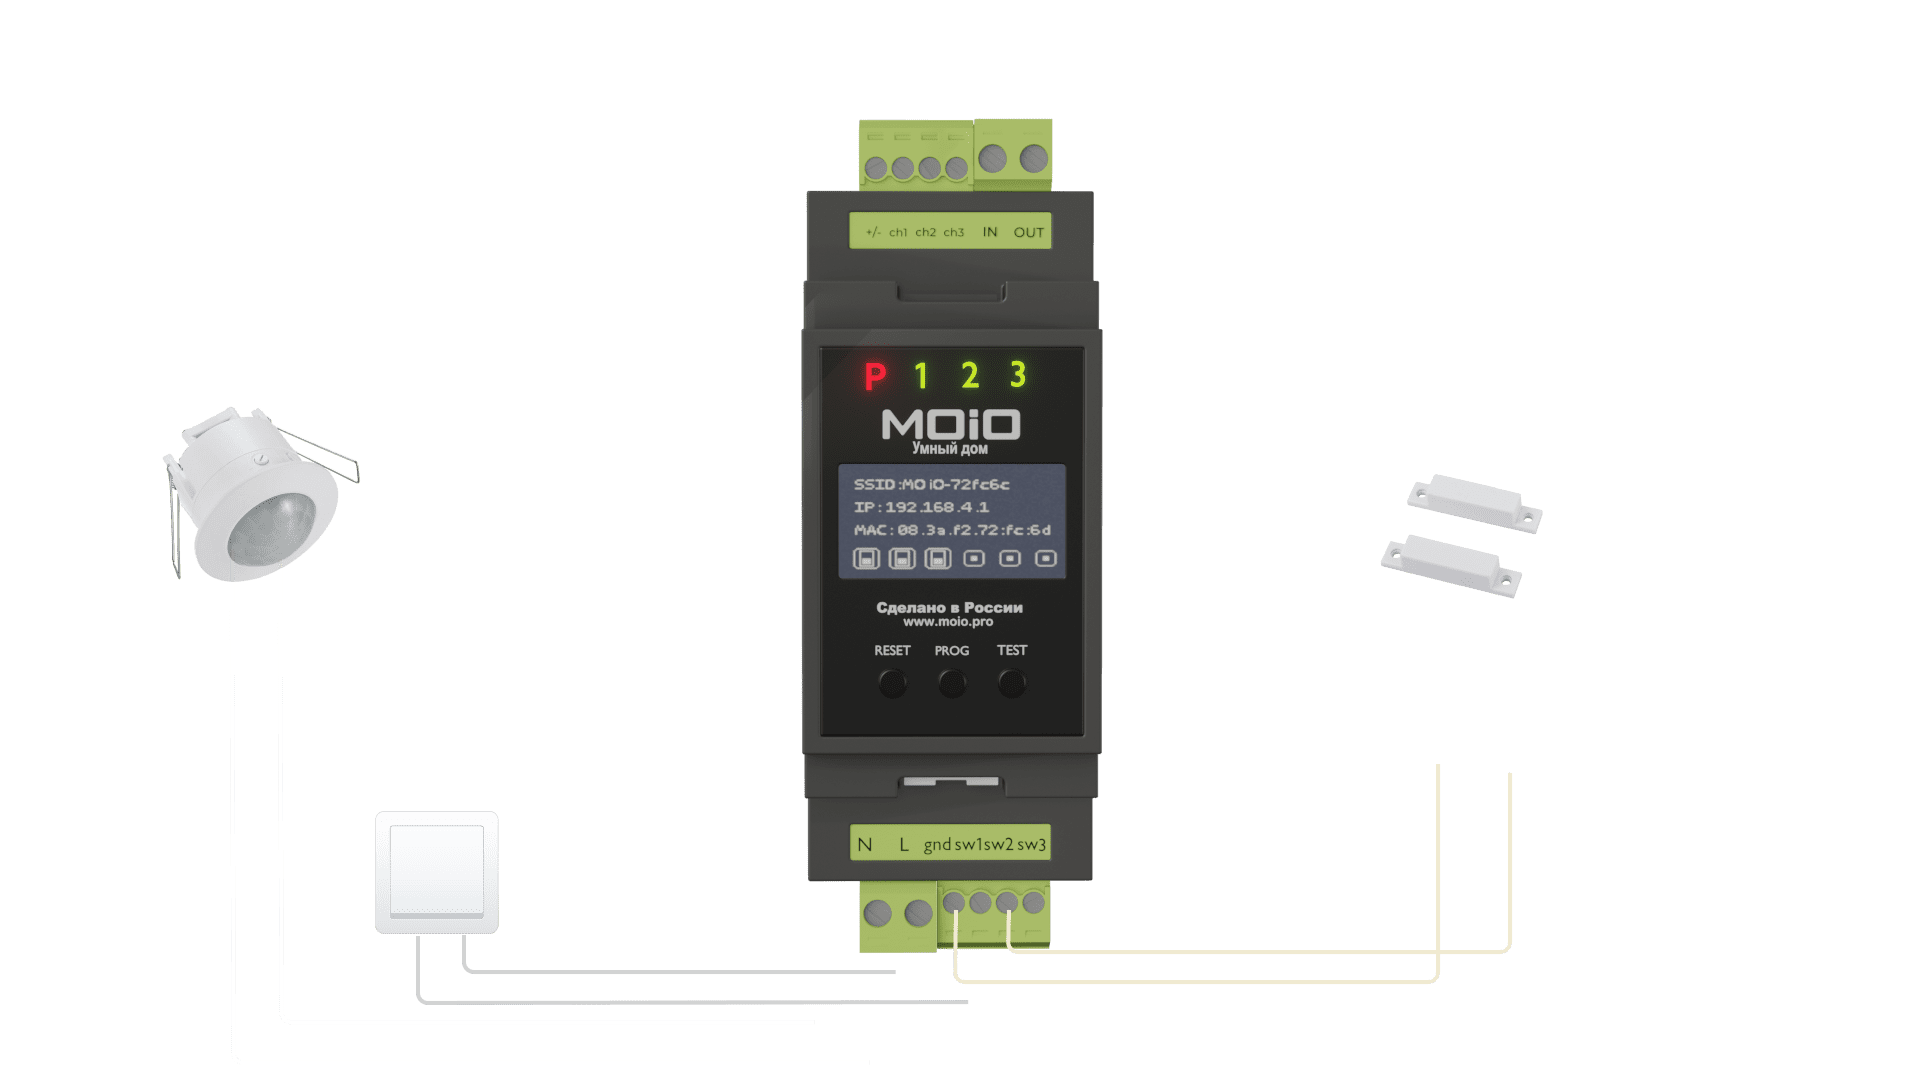 +/- ch1 ch2 ch3 IN OUT
P 1 2 3
MOiO
Умный дом
SSID:MOiO-72fc6c
IP:192.168.4.1
MAC:08.3a.f2.72:fc:6d
Сделано в России
www.moio.pro
RESET PROG TEST
N L gnd sw1 sw2 sw3